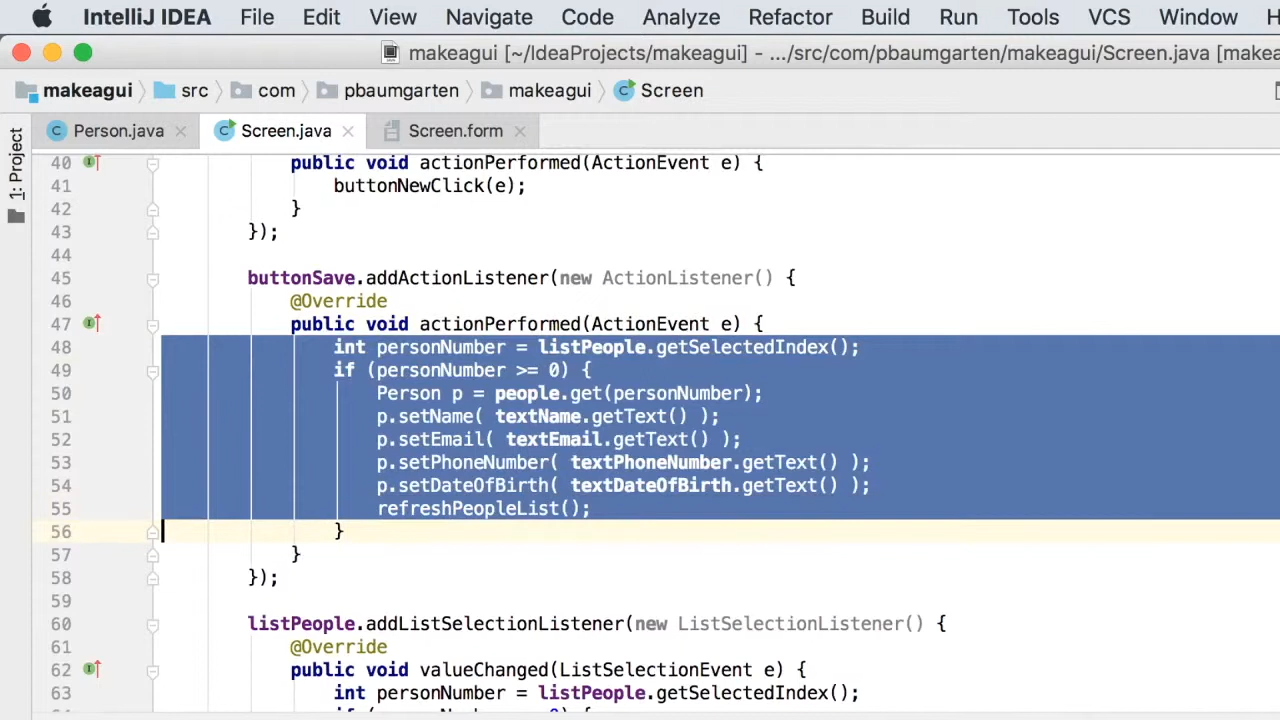 IntelliJ IDEA File Edit View Navigate Code Analyze Refactor Build Run Tools VCS Window
makeagui [~/IdeaProjects/makeagui] - .../src/com/pbaumgarten/makeagui/Screen.java [makea
makeagui src com pbaumgarten makeagui Screen
Person.java Screen.java Screen.form
1: Project
40 public void actionPerformed(ActionEvent e) {
41 buttonNewClick(e);
42 }
43 });
44
45 buttonSave.addActionListener(new ActionListener() {
46 @Override
47 public void actionPerformed(ActionEvent e) {
48 int personNumber = listPeople.getSelectedIndex();
49 if (personNumber >= 0) {
50 Person p = people.get(personNumber);
51 p.setName( textName.getText() );
52 p.setEmail( textEmail.getText() );
53 p.setPhoneNumber( textPhoneNumber.getText() );
54 p.setDateOfBirth( textDateOfBirth.getText() );
55 refreshPeopleList();
56 }
57 }
58 });
59
60 listPeople.addListSelectionListener(new ListSelectionListener() {
61 @Override
62 public void valueChanged(ListSelectionEvent e) {
63 int personNumber = listPeople.getSelectedIndex();